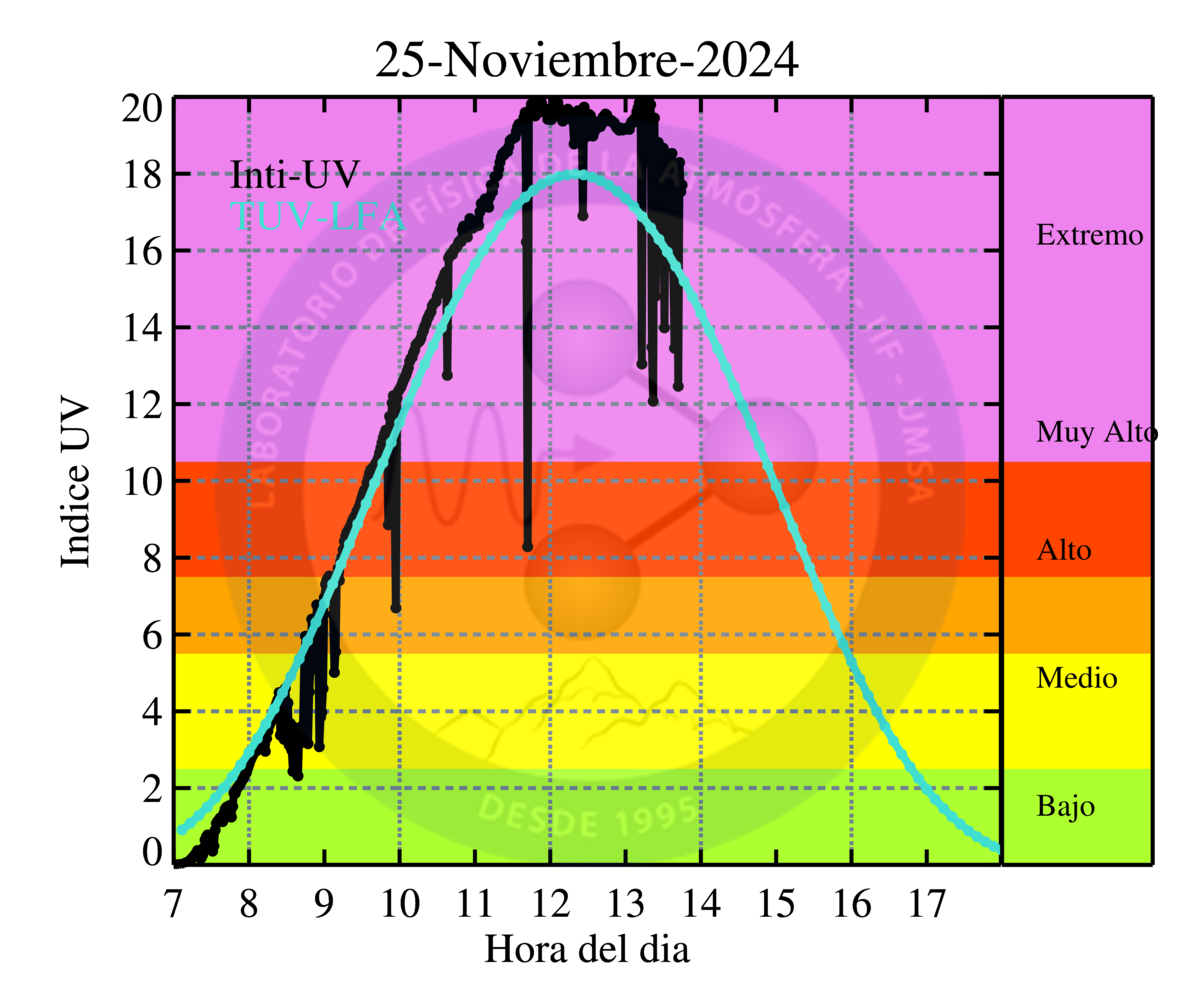 25-Noviembre-2024
20
18
16
14
12
10
8
6
4
2
0
Indice UV
Inti-UV
TUV-LFA
LABORATORIO DE FÍSICA DE LA ATMÓSFERA - IIF - UMSA
DESDE 1995
Extremo
Muy Alto
Alto
Medio
Bajo
7 8 9 10 11 12 13 14 15 16 17
Hora del dia